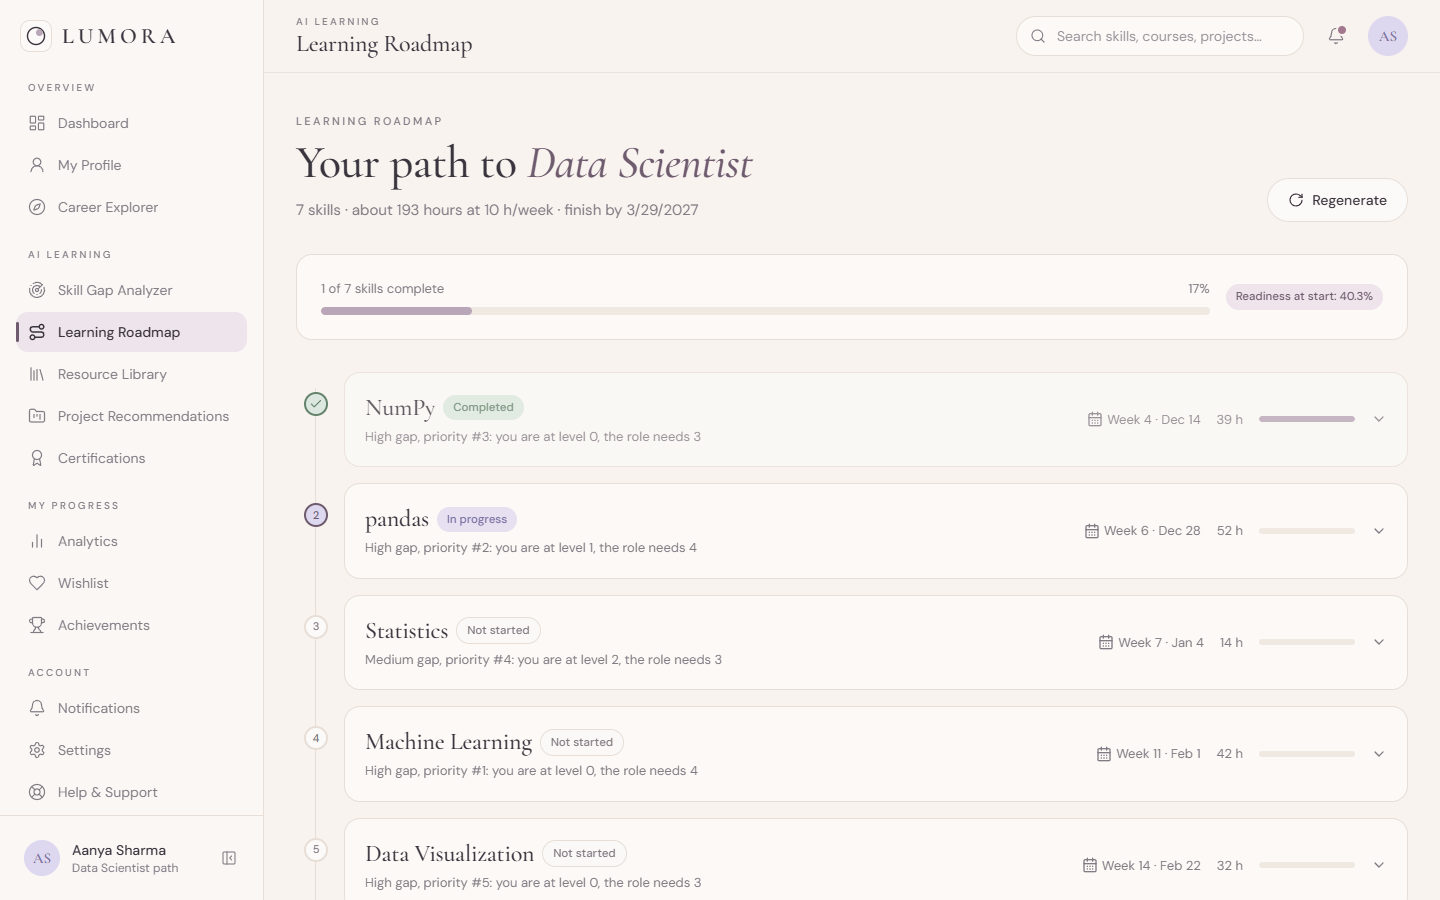 LUMORA
OVERVIEW
Dashboard
My Profile
Career Explorer
AI LEARNING
Skill Gap Analyzer
Learning Roadmap
Resource Library
Project Recommendations
Certifications
MY PROGRESS
Analytics
Wishlist
Achievements
ACCOUNT
Notifications
Settings
Help & Support
AS
Aanya Sharma
Data Scientist path
AI LEARNING
Learning Roadmap
Search skills, courses, projects...
AS
LEARNING ROADMAP
Your path to Data Scientist
7 skills · about 193 hours at 10 h/week · finish by 3/29/2027
Regenerate
1 of 7 skills complete
17%
Readiness at start: 40.3%
NumPy Completed
High gap, priority #3: you are at level 0, the role needs 3
Week 4 · Dec 14 39 h
2
pandas In progress
High gap, priority #2: you are at level 1, the role needs 4
Week 6 · Dec 28 52 h
3
Statistics Not started
Medium gap, priority #4: you are at level 2, the role needs 3
Week 7 · Jan 4 14 h
4
Machine Learning Not started
High gap, priority #1: you are at level 0, the role needs 4
Week 11 · Feb 1 42 h
5
Data Visualization Not started
High gap, priority #5: you are at level 0, the role needs 3
Week 14 · Feb 22 32 h